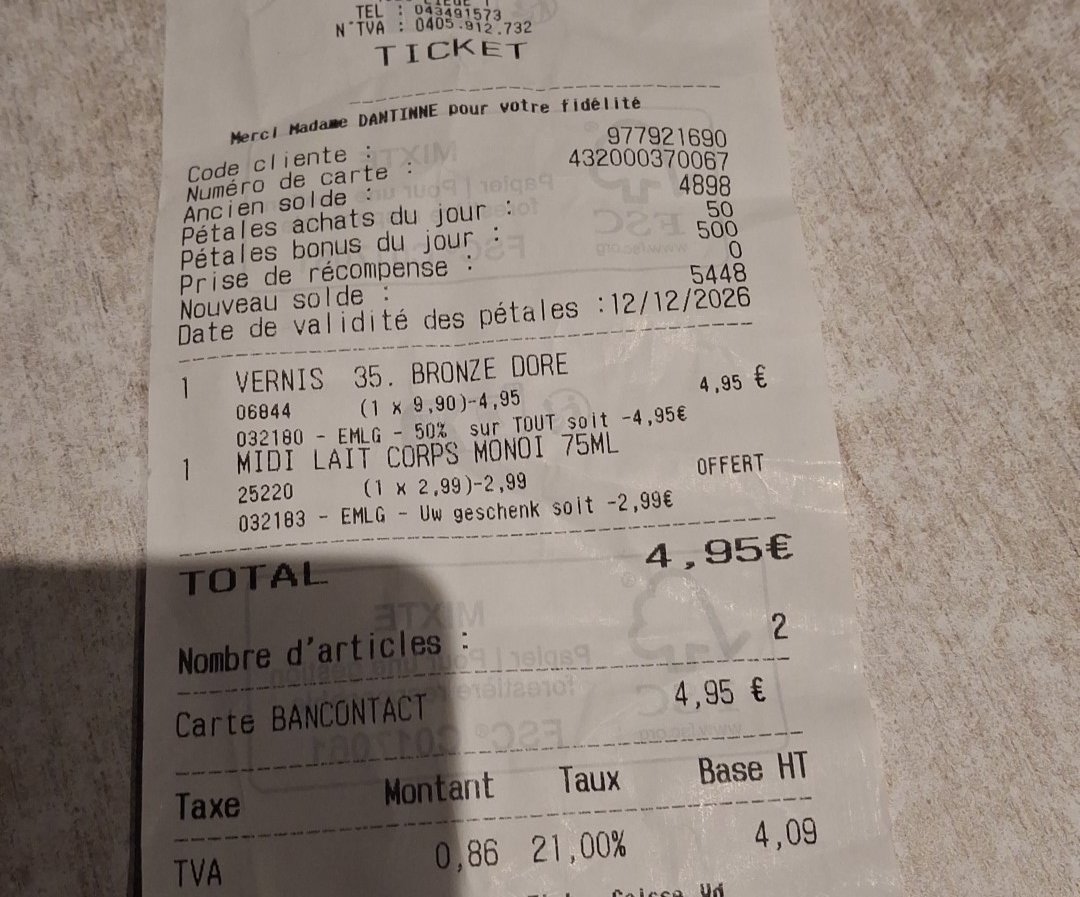 TEL : 043491573
N°TVA : 0405.912.732
TICKET
Merci Madame DANTINNE pour votre fidélité
Code cliente : 977921690
Numéro de carte : 432000370067
Ancien solde : 4898
Pétales achats du jour : 50
Pétales bonus du jour : 500
Prise de récompense : 0
Nouveau solde : 5448
Date de validité des pétales : 12/12/2026
1 VERNIS 35. BRONZE DORE
06844 (1 x 9,90)-4,95 4,95 €
032180 - EMLG - 50% sur TOUT soit -4,95€
1 MIDI LAIT CORPS MONOI 75ML
25220 (1 x 2,99)-2,99 OFFERT
032183 - EMLG - Uw geschenk soit -2,99€
TOTAL 4,95€
Nombre d'articles : 2
Carte BANCONTACT 4,95 €
Taxe Montant Taux Base HT
TVA 0,86 21,00% 4,09